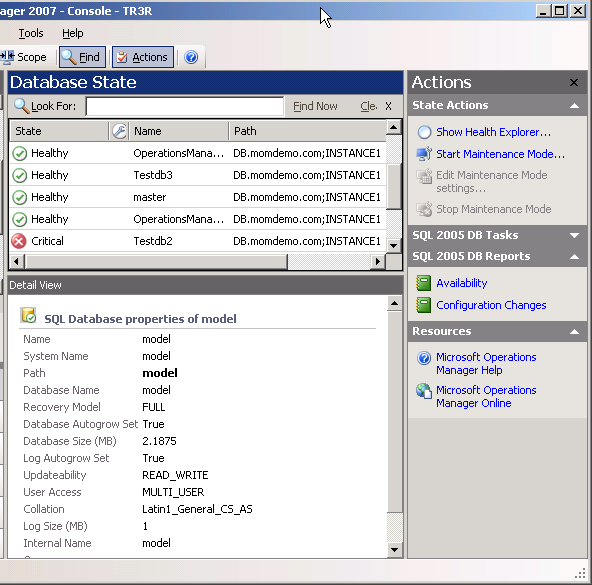 ager 2007 - Console - TR3R
Tools Help
Scope Find Actions
Database State
Look For: Find Now Cle X
State Name Path
Healthy OperationsMana... DB.momdemo.com;INSTANCE1
Healthy Testdb3 DB.momdemo.com;INSTANCE1
Healthy master DB.momdemo.com;INSTANCE1
Healthy OperationsMana... DB.momdemo.com;INSTANCE1
Critical Testdb2 DB.momdemo.com;INSTANCE1
Detail View
SQL Database properties of model
Name model
System Name model
Path model
Database Name model
Recovery Model FULL
Database Autogrow Set True
Database Size (MB) 2.1875
Log Autogrow Set True
Updateability READ_WRITE
User Access MULTI_USER
Collation Latin1_General_CS_AS
Log Size (MB) 1
Internal Name model
Actions
State Actions
Show Health Explorer...
Start Maintenance Mode...
Edit Maintenance Mode
settings...
Stop Maintenance Mode
SQL 2005 DB Tasks
SQL 2005 DB Reports
Availability
Configuration Changes
Resources
Microsoft Operations
Manager Help
Microsoft Operations
Manager Online